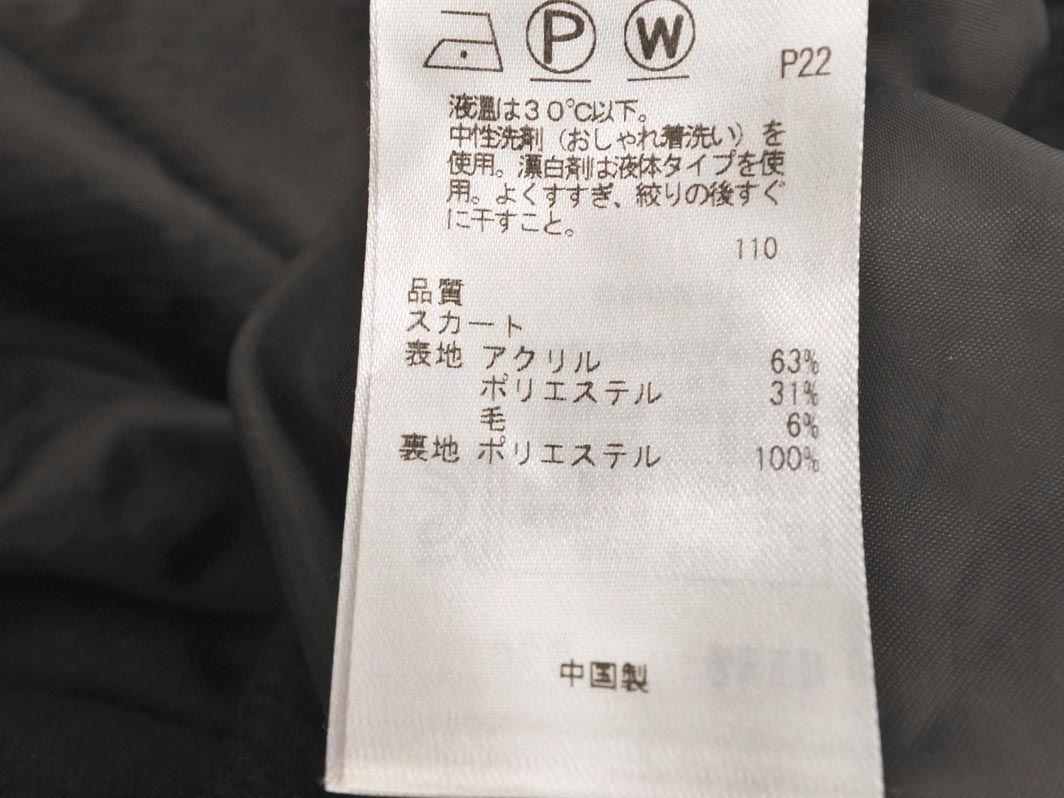 P W P22
液温は30℃以下。
中性洗剤(おしゃれ着洗い)を
使用。漂白剤は液体タイプを使
用。よくすすぎ、絞りの後すぐ
に干すこと。
110
品質
スカート
表地 アクリル 63%
ポリエステル 31%
毛 6%
裏地 ポリエステル 100%
中国製